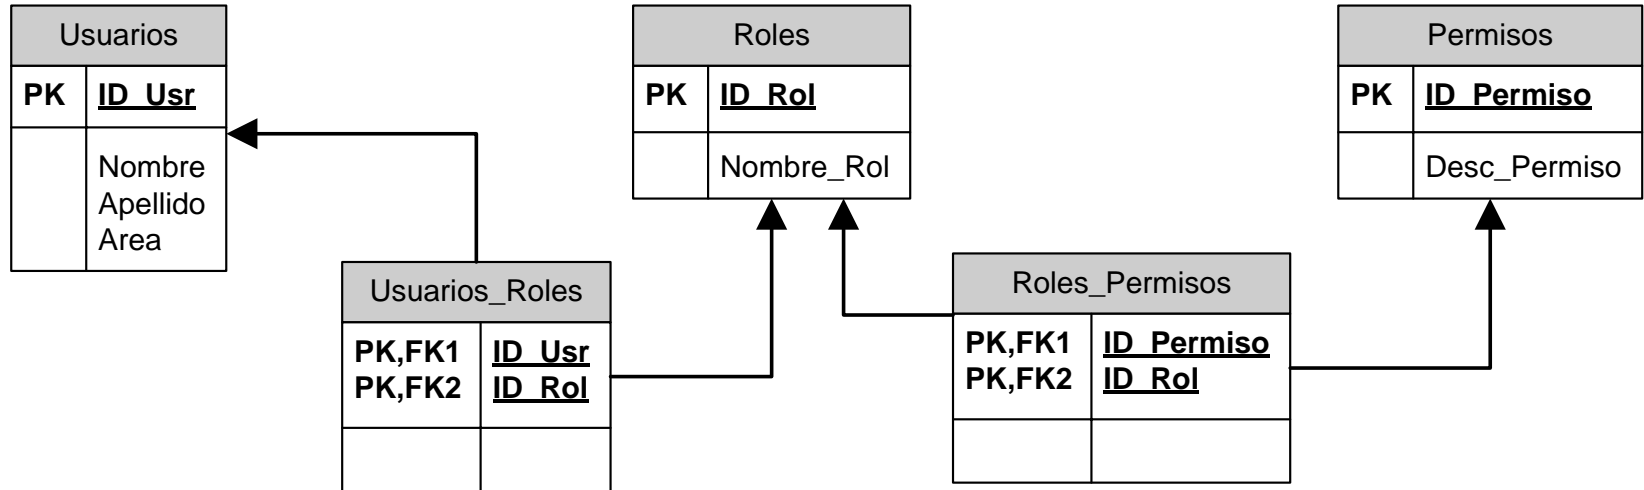 Usuarios
PK ID_Usr
Nombre
Apellido
Area
Roles
PK ID_Rol
Nombre_Rol
Permisos
PK ID_Permiso
Desc_Permiso
Usuarios_Roles
PK,FK1 ID_Usr
PK,FK2 ID_Rol
Roles_Permisos
PK,FK1 ID_Permiso
PK,FK2 ID_Rol